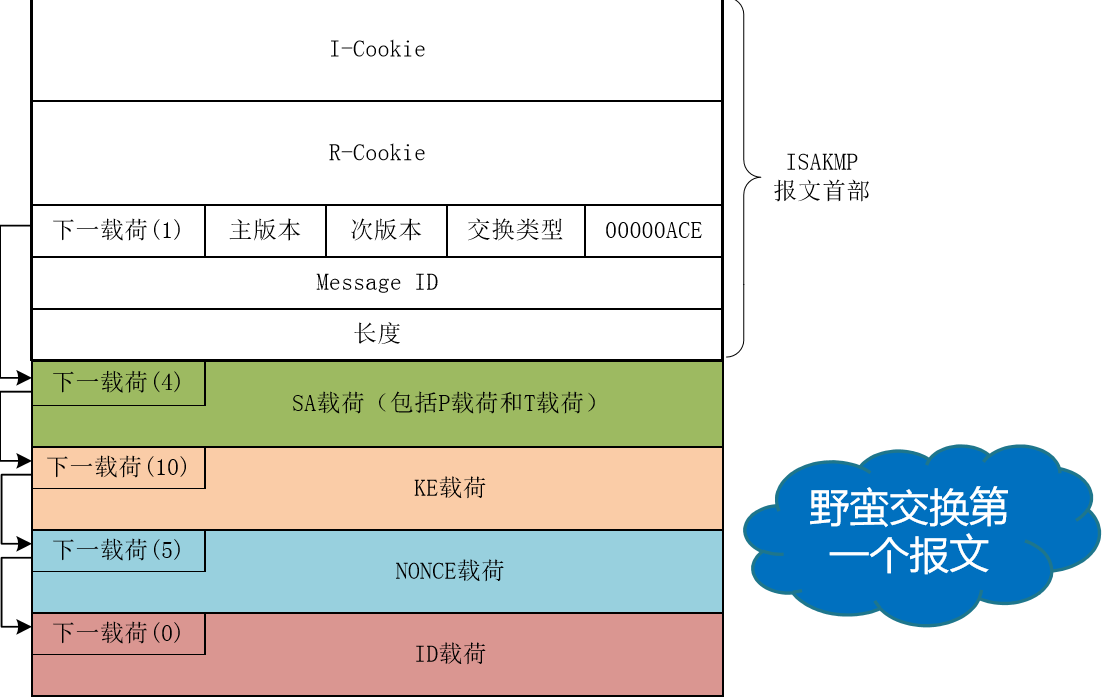 I-Cookie
R-Cookie
ISAKMP
报文首部
下一载荷(1) 主版本 次版本 交换类型 00000ACE
Message ID
长度
下一载荷(4)
SA载荷（包括P载荷和T载荷）
下一载荷(10)
KE载荷
下一载荷(5)
NONCE载荷
下一载荷(0)
ID载荷
野蛮交换第
一个报文